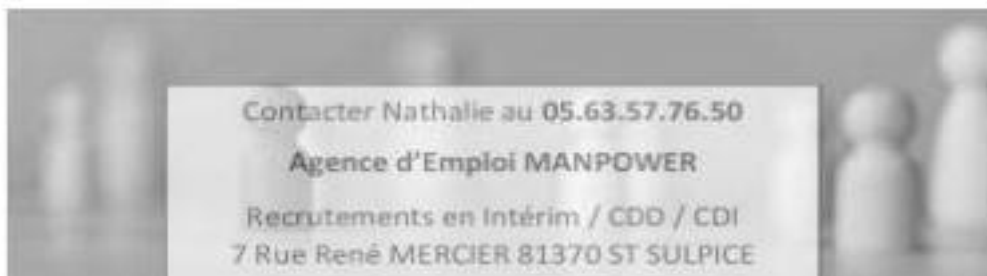 Contacter Nathalie au 05.63.57.76.50
Agence d'Emploi MANPOWER
Recrutements en Intérim / CDD / CDI
7 Rue René MERCIER 81370 ST SULPICE